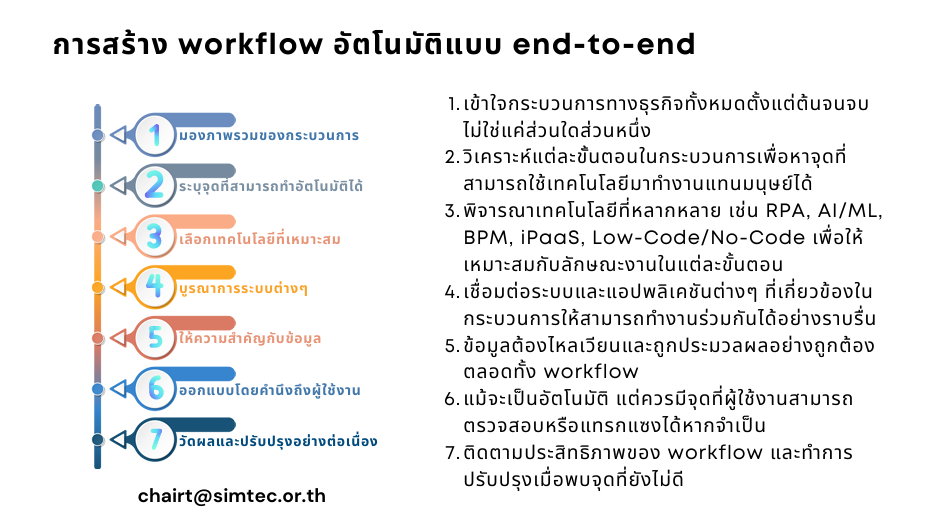 การสร้าง workflow อัตโนมัติแบบ end-to-end
1
มองภาพรวมของกระบวนการ
2
ระบุจุดที่สามารถทำอัตโนมัติได้
3
เลือกเทคโนโลยีที่เหมาะสม
4
บูรณาการระบบต่างๆ
5
ให้ความสำคัญกับข้อมูล
6
ออกแบบโดยคำนึงถึงผู้ใช้งาน
7
วัดผลและปรับปรุงอย่างต่อเนื่อง
chairt@simtec.or.th
1. เข้าใจกระบวนการทางธุรกิจทั้งหมดตั้งแต่ต้นจนจบ
ไม่ใช่แค่ส่วนใดส่วนหนึ่ง
2. วิเคราะห์แต่ละขั้นตอนในกระบวนการเพื่อหาจุดที่
สามารถใช้เทคโนโลยีมาทำงานแทนมนุษย์ได้
3. พิจารณาเทคโนโลยีที่หลากหลาย เช่น RPA, AI/ML,
BPM, iPaaS, Low-Code/No-Code เพื่อให้
เหมาะสมกับลักษณะงานในแต่ละขั้นตอน
4. เชื่อมต่อระบบและแอปพลิเคชันต่างๆ ที่เกี่ยวข้องใน
กระบวนการให้สามารถทำงานร่วมกันได้อย่างราบรื่น
5. ข้อมูลต้องไหลเวียนและถูกประมวลผลอย่างถูกต้อง
ตลอดทั้ง workflow
6. แม้จะเป็นอัตโนมัติ แต่ควรมีจุดที่ผู้ใช้งานสามารถ
ตรวจสอบหรือแทรกแซงได้หากจำเป็น
7. ติดตามประสิทธิภาพของ workflow และทำการ
ปรับปรุงเมื่อพบจุดที่ยังไม่ดี